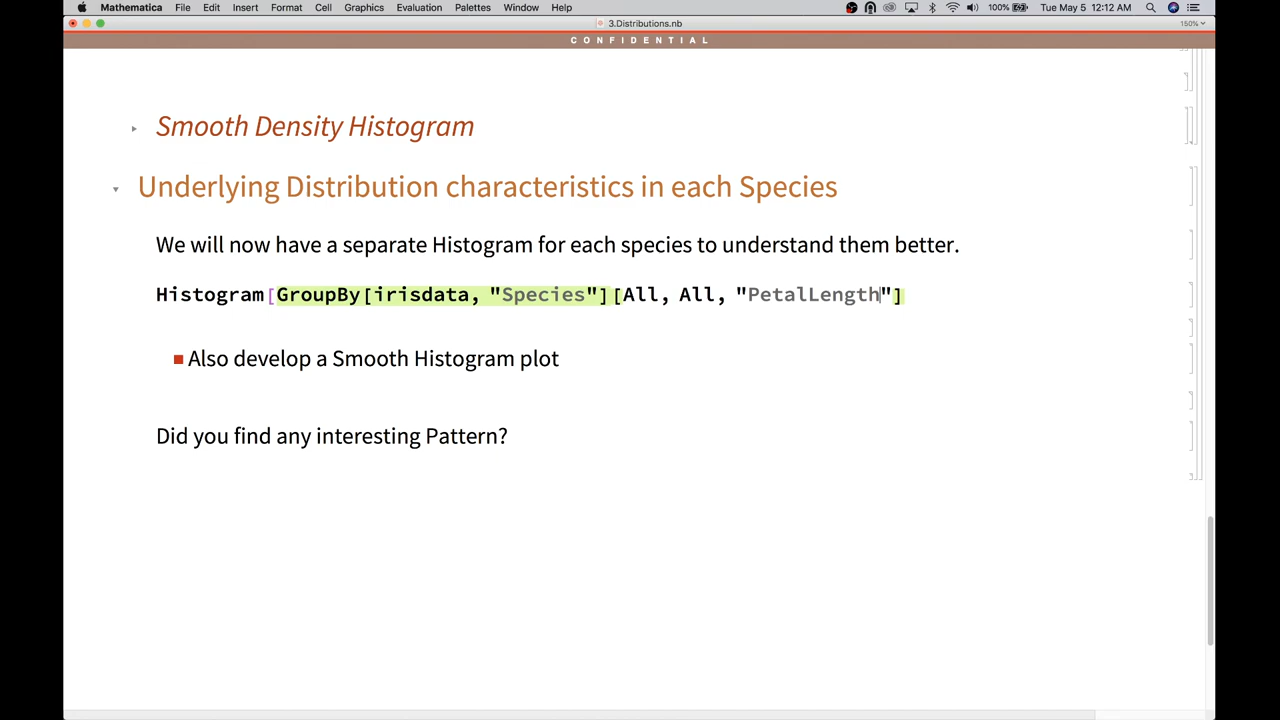 Mathematica File Edit Insert Format Cell Graphics Evaluation Palettes Window Help 100% Tue May 5 12:12 AM
3.Distributions.nb 150%
CONFIDENTIAL
Smooth Density Histogram
Underlying Distribution characteristics in each Species
We will now have a separate Histogram for each species to understand them better.
Histogram[GroupBy[irisdata, "Species"][All, All, "PetalLength"]
Also develop a Smooth Histogram plot
Did you find any interesting Pattern?